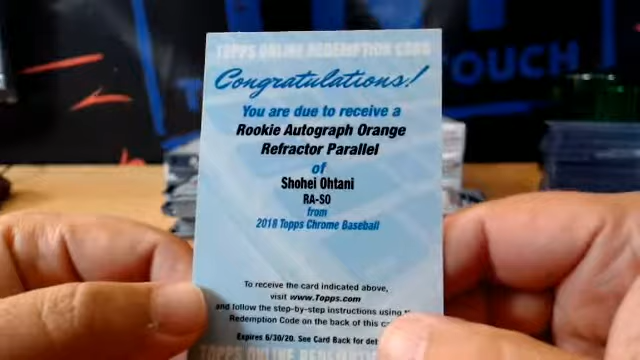 TOPPS ONLINE REDEMPTION CARD
Congratulations!
You are due to receive a
Rookie Autograph Orange
Refractor Parallel
of
Shohei Ohtani
RA-SO
from
2018 Topps Chrome Baseball
To receive the card indicated above,
visit www.Topps.com
and follow the step-by-step instructions using
Redemption Code on the back of this
Expires 6/30/20. See Card Back for
TOPPS ONLINE
TOUCH